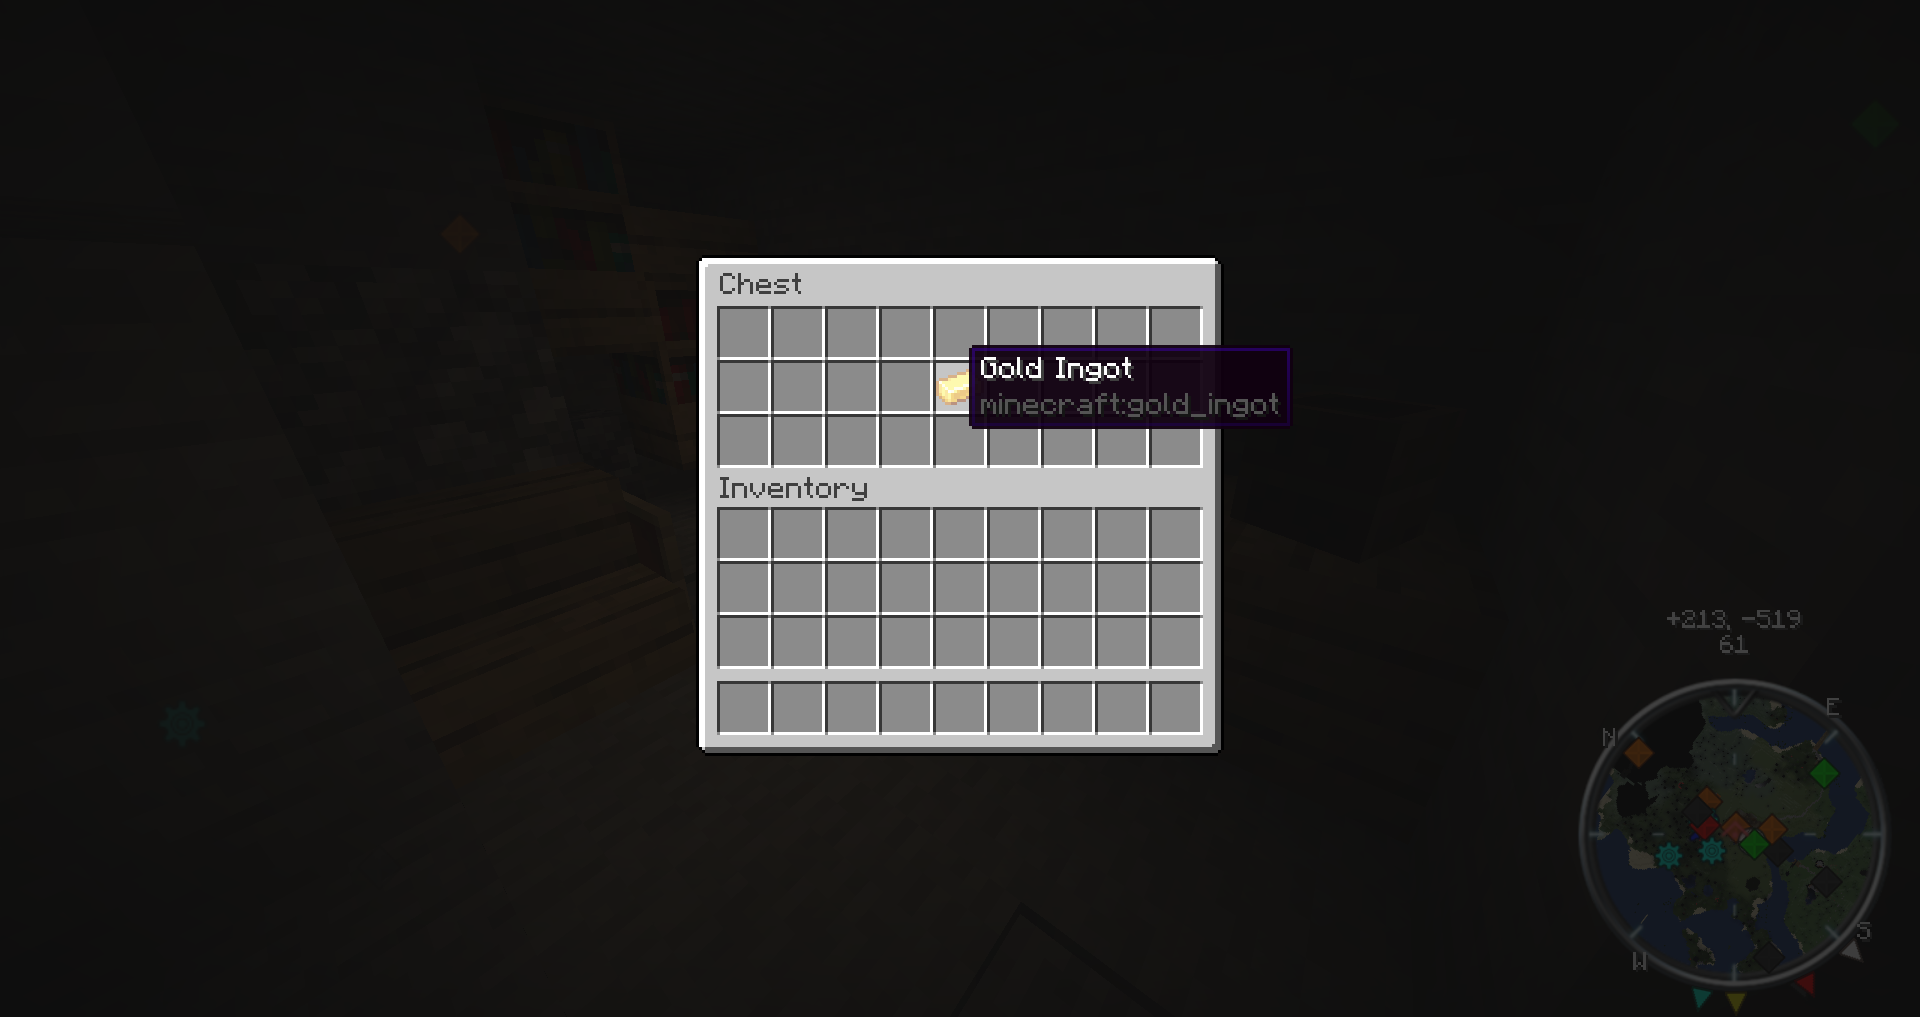 Chest
Gold Ingot
minecraft:gold_ingot
Inventory
+213, -519
61
N
E
S
W